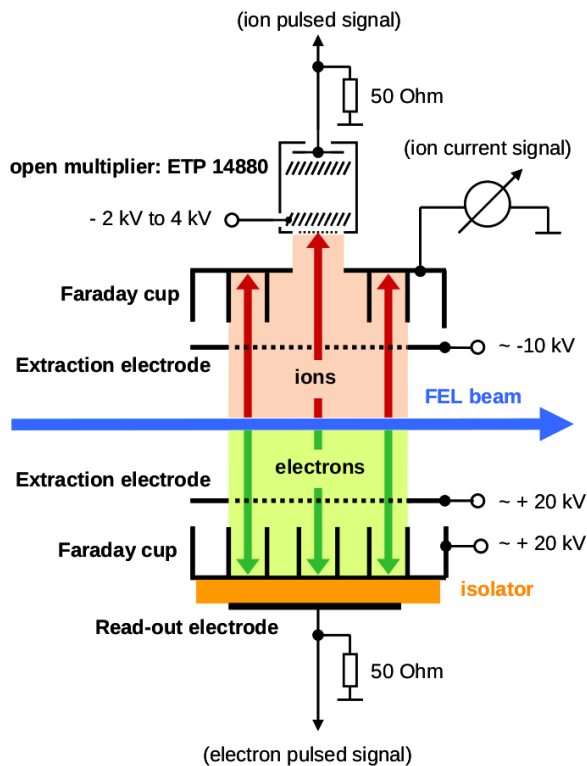 (ion pulsed signal)
50 Ohm
open multiplier: ETP 14880
(ion current signal)
- 2 kV to 4 kV
Faraday cup
~ -10 kV
Extraction electrode
ions
FEL beam
electrons
Extraction electrode
~ + 20 kV
Faraday cup
~ + 20 kV
isolator
Read-out electrode
50 Ohm
(electron pulsed signal)